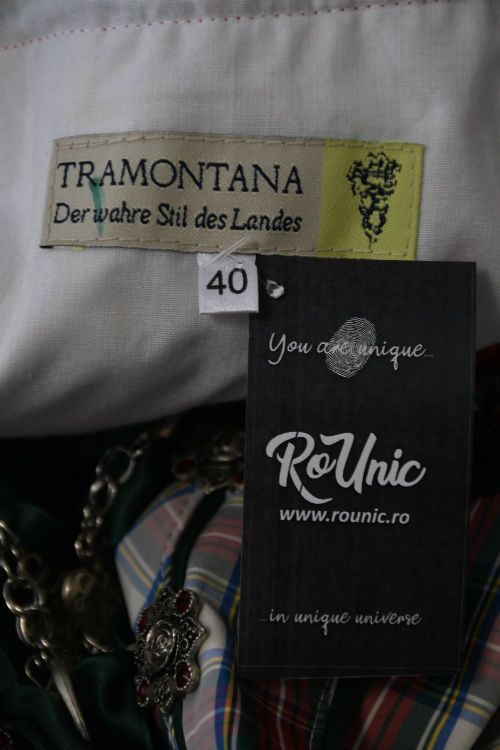 TRAMONTANA
Der wahre Stil des Landes
40
You are unique...
RoUnic
www.rounic.ro
...in unique universe